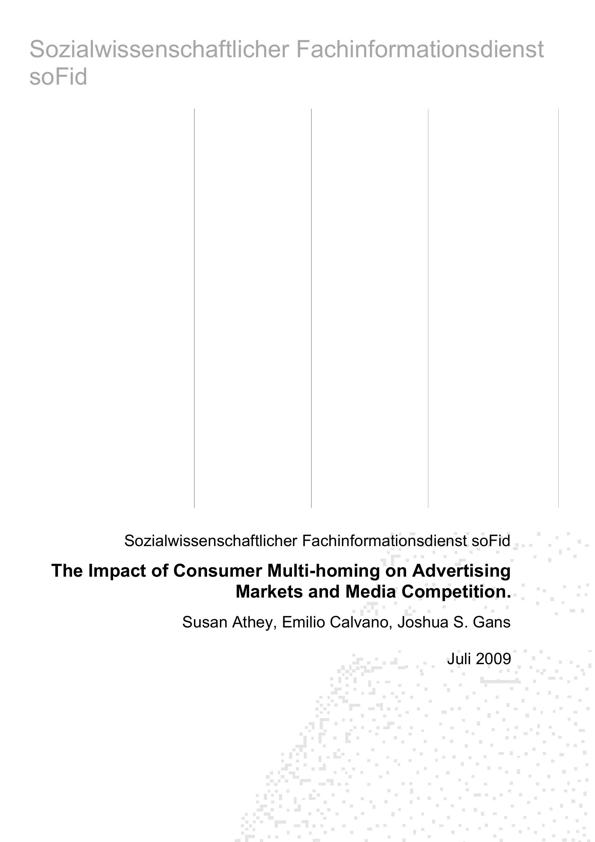 Sozialwissenschaftlicher Fachinformationsdienst
soFid
Sozialwissenschaftlicher Fachinformationsdienst soFid
The Impact of Consumer Multi-homing on Advertising
Markets and Media Competition.
Susan Athey, Emilio Calvano, Joshua S. Gans
Juli 2009